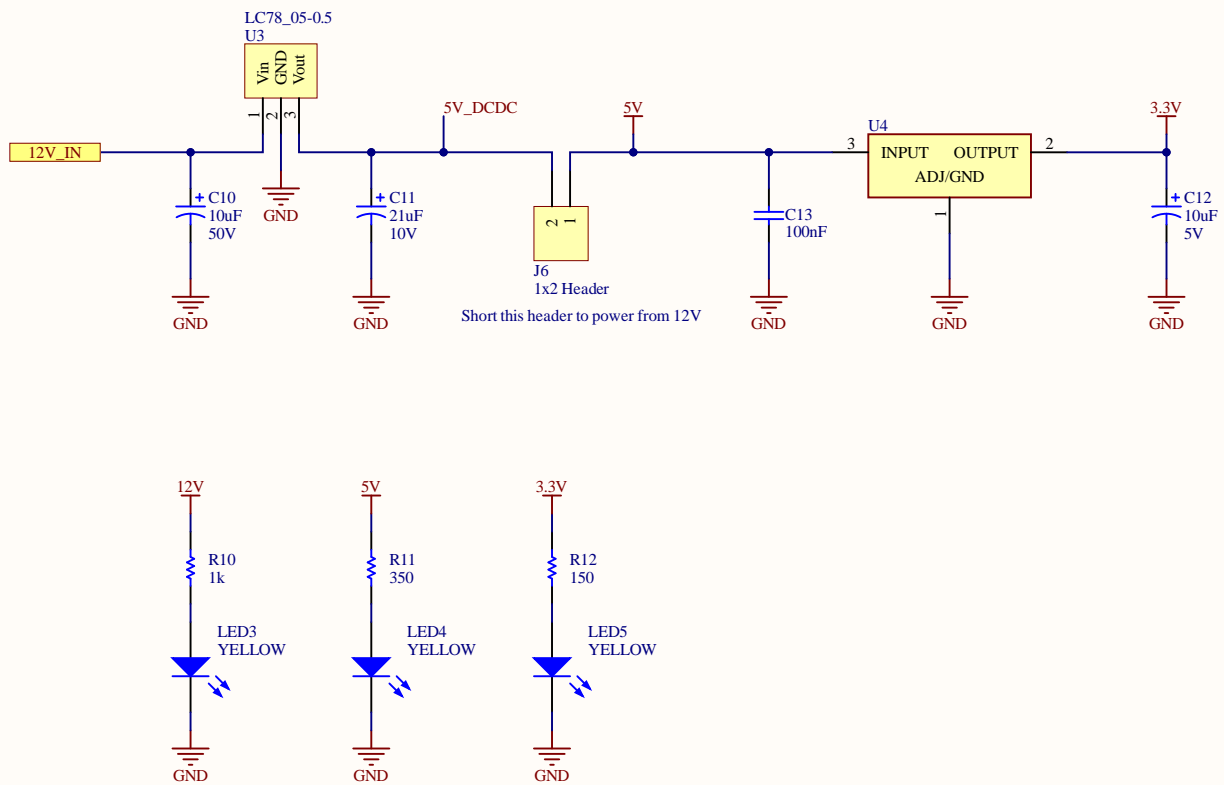 LC78_05-0.5
U3
Vin
GND
Vout
1
2
3
12V_IN
GND
C10
10uF
50V
GND
C11
21uF
10V
GND
5V_DCDC
2
1
J6
1x2 Header
Short this header to power from 12V
5V
C13
100nF
GND
U4
3
INPUT OUTPUT
ADJ/GND
2
1
GND
3.3V
C12
10uF
5V
GND
12V
R10
1k
LED3
YELLOW
GND
5V
R11
350
LED4
YELLOW
GND
3.3V
R12
150
LED5
YELLOW
GND